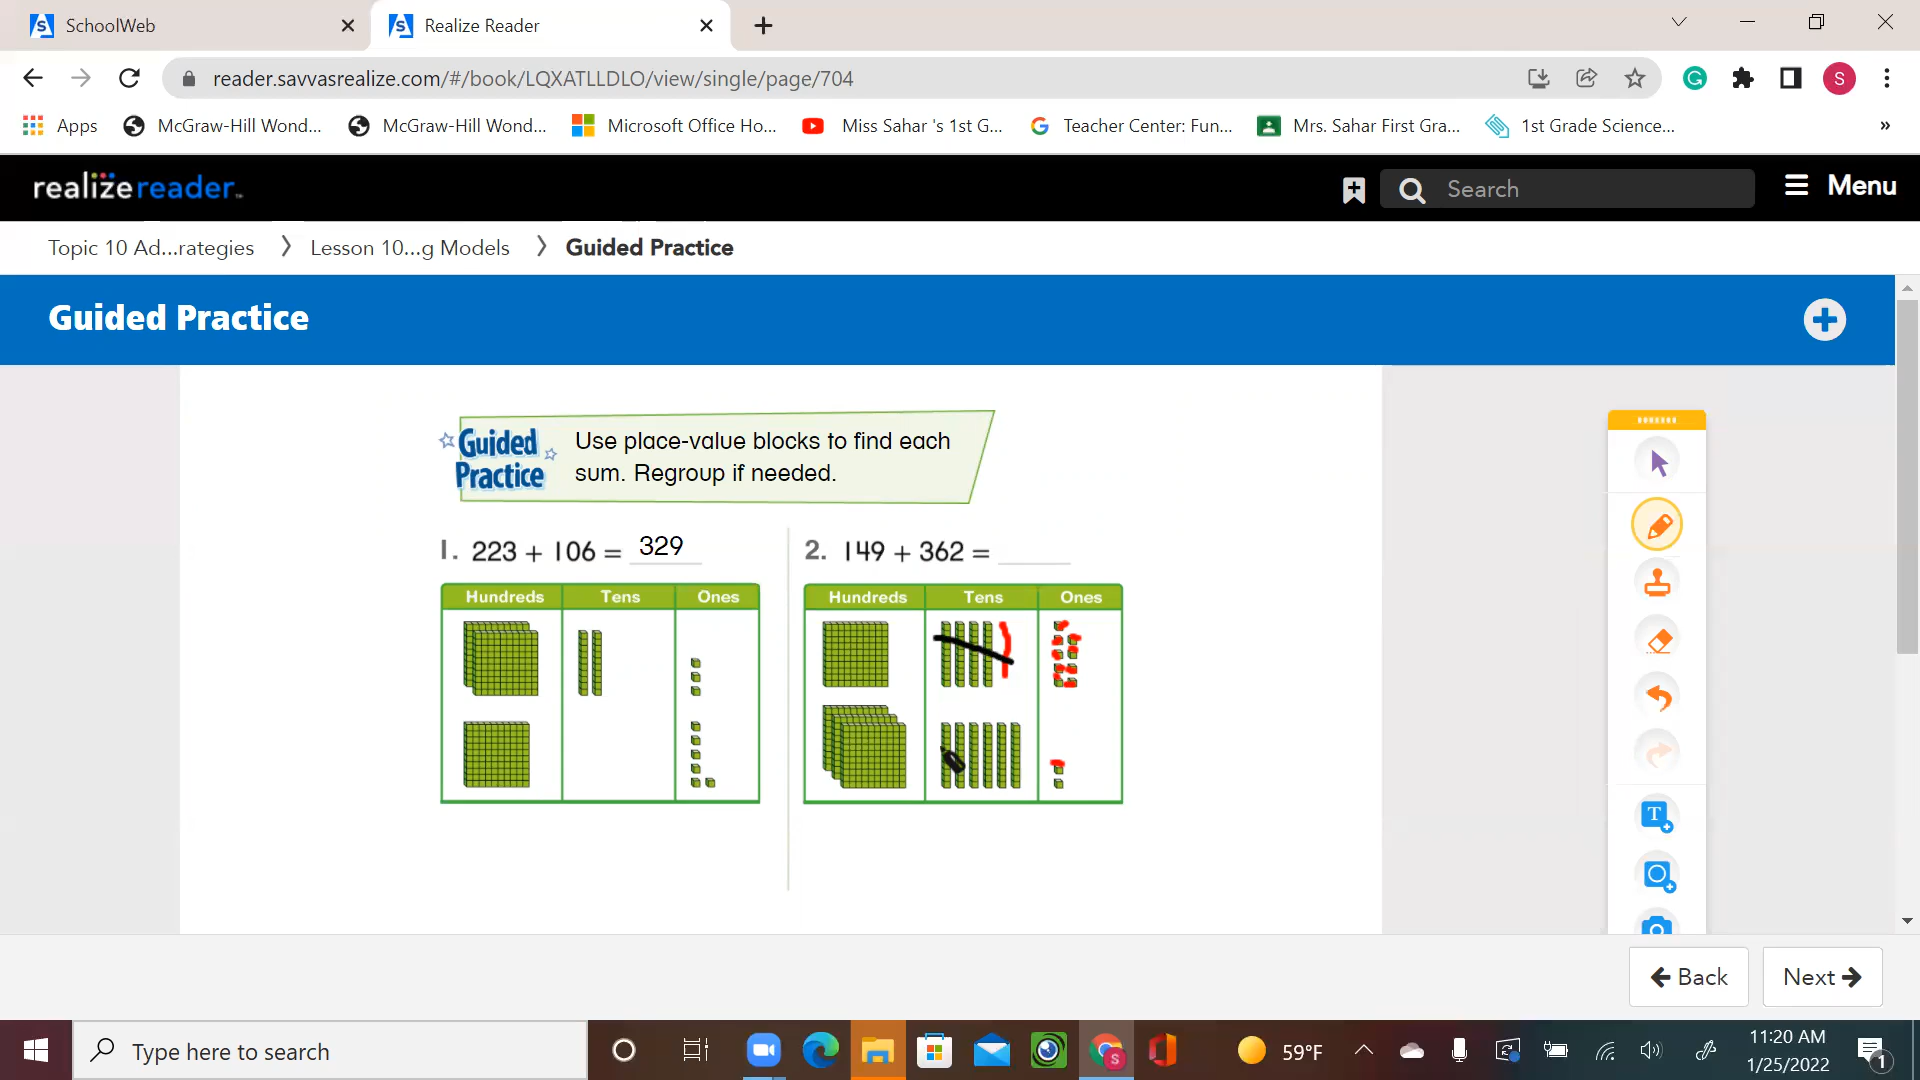 SchoolWeb
Realize Reader
reader.savvasrealize.com/#/book/LQXATLLDLO/view/single/page/704
S
Apps
McGraw-Hill Wond...
McGraw-Hill Wond...
Microsoft Office Ho...
Miss Sahar 's 1st G...
Teacher Center: Fun...
Mrs. Sahar First Gra...
1st Grade Science...
»
realizereader™
Search
Menu
Topic 10 Ad...rategies
Lesson 10...g Models
Guided Practice
Guided Practice
Guided Practice
Use place-value blocks to find each
sum. Regroup if needed.
1. 223 + 106 = 329
Hundreds Tens Ones
2. 149 + 362 =
Hundreds Tens Ones
T
Back
Next
Type here to search
S
59°F
11:20 AM
1/25/2022
1